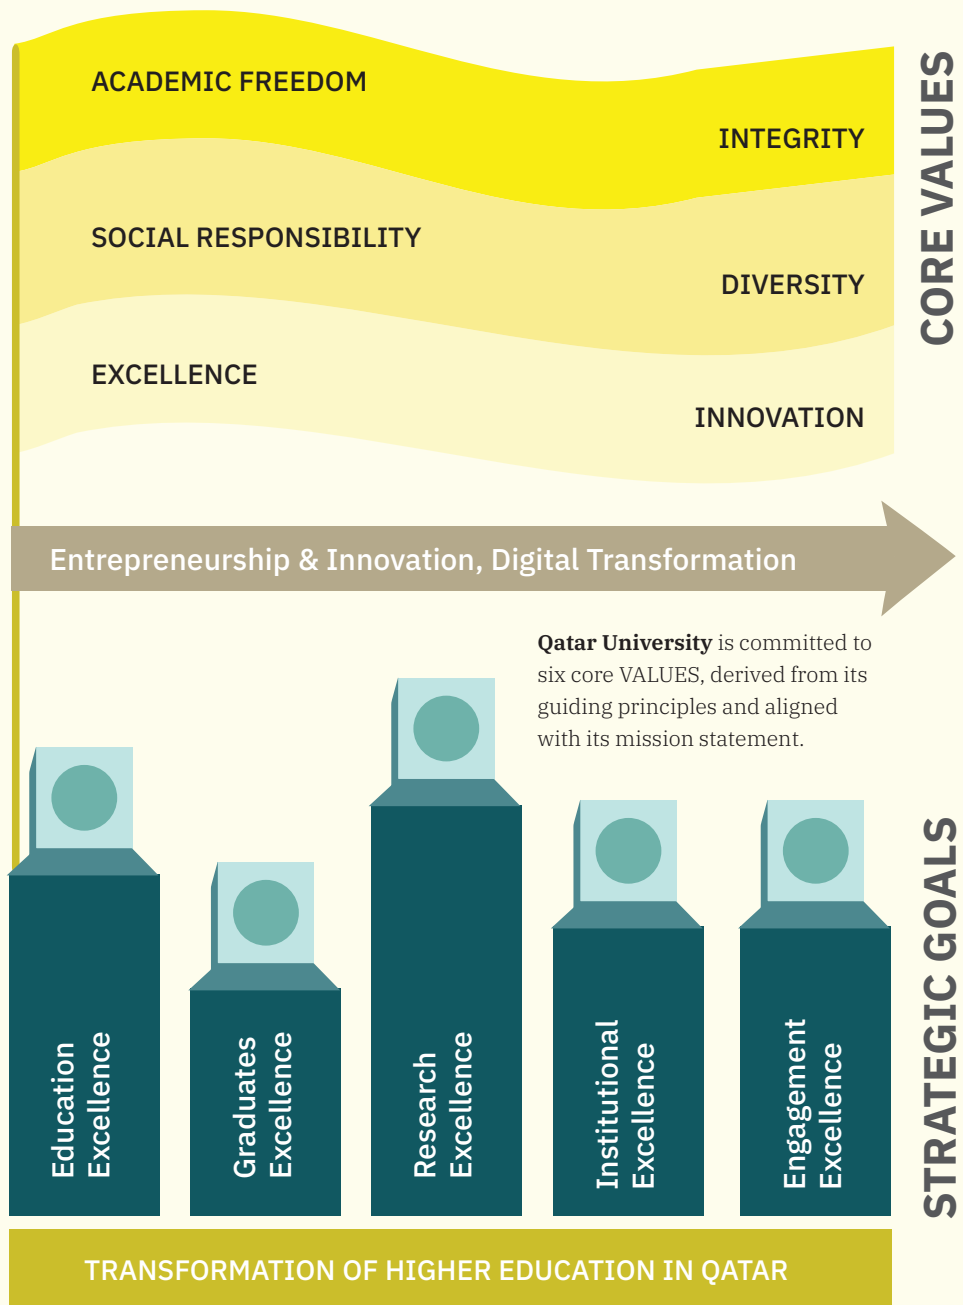 ACADEMIC FREEDOM
INTEGRITY
SOCIAL RESPONSIBILITY
DIVERSITY
EXCELLENCE
INNOVATION
CORE VALUES
Entrepreneurship & Innovation, Digital Transformation
Qatar University is committed to
six core VALUES, derived from its
guiding principles and aligned
with its mission statement.
Education
Excellence
Graduates
Excellence
Research
Excellence
Institutional
Excellence
Engagement
Excellence
STRATEGIC GOALS
TRANSFORMATION OF HIGHER EDUCATION IN QATAR